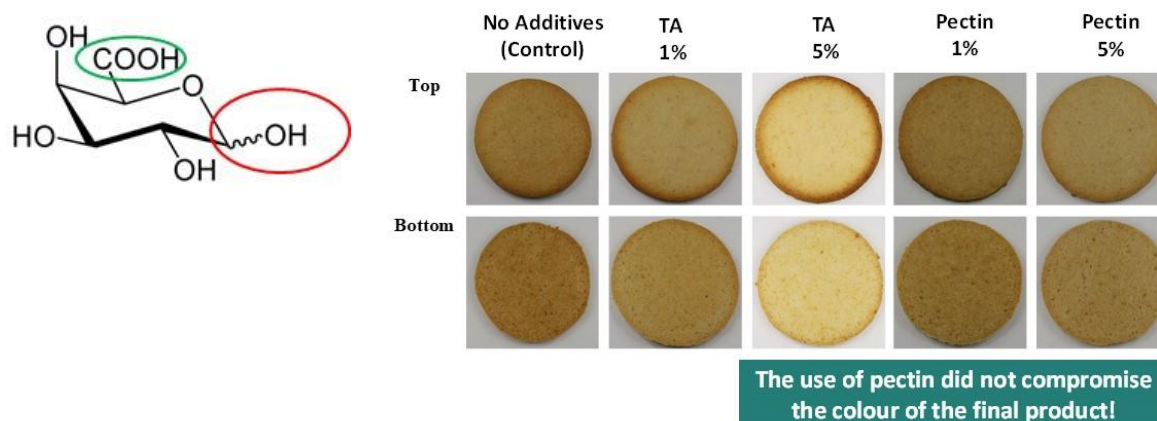 OH
COOH
O
HO
OH
OH
No Additives
(Control)
TA
1%
TA
5%
Pectin
1%
Pectin
5%
Top
Bottom
The use of pectin did not compromise
the colour of the final product!